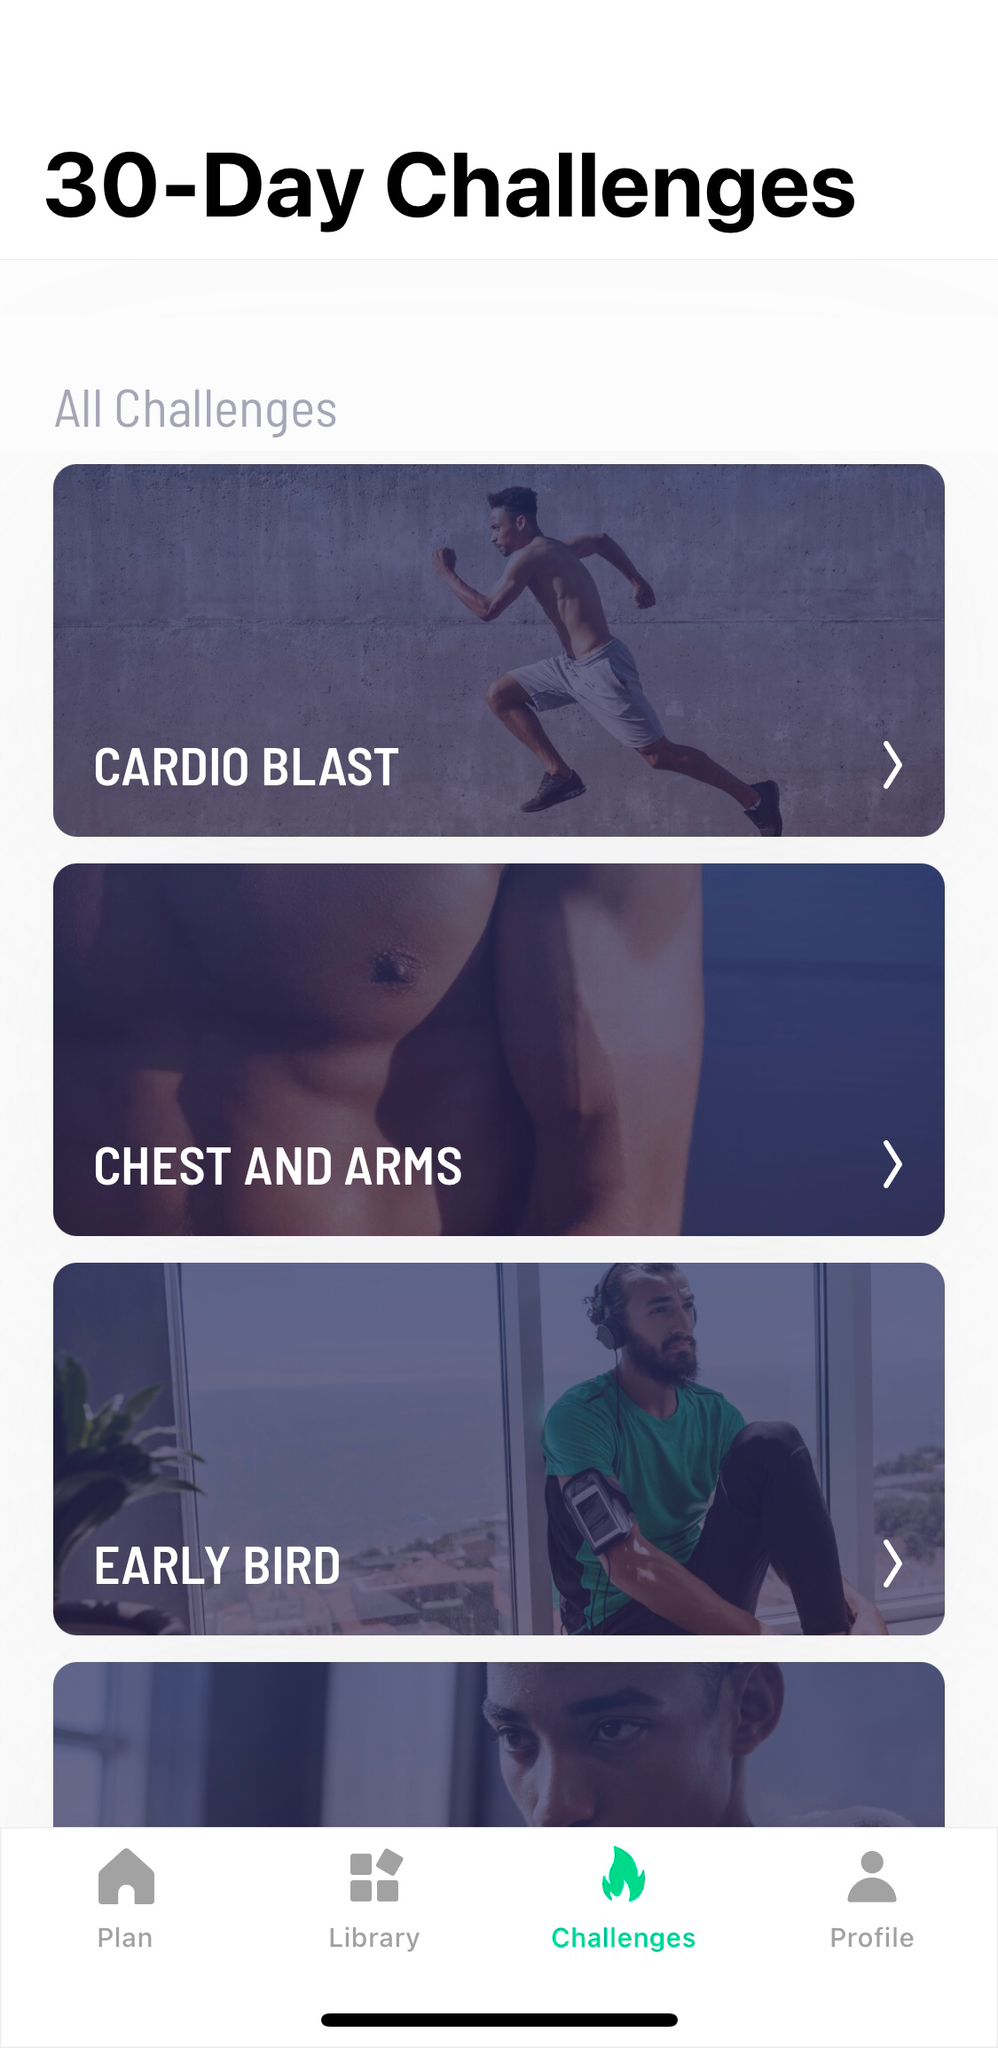 30-Day Challenges
All Challenges
CARDIO BLAST
CHEST AND ARMS
EARLY BIRD
Plan
Library
Challenges
Profile